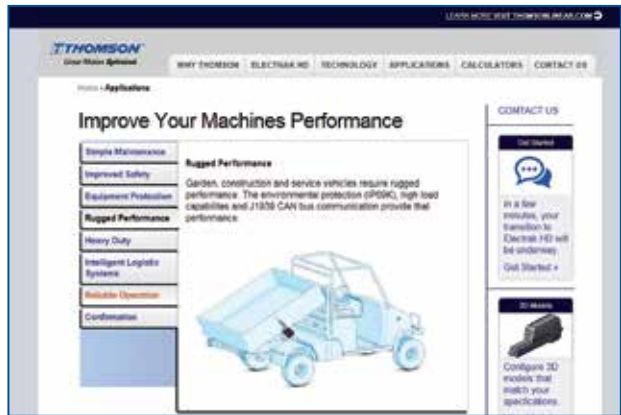 LEARN MORE VISIT THOMSONLINEAR.COM
THOMSON
Linear Motion. Optimized.
WHY THOMSON ELECTRAK HD TECHNOLOGY APPLICATIONS CALCULATORS CONTACT US
Home › Applications
Improve Your Machines Performance
Simple Maintenance
Improved Safety
Equipment Protection
Rugged Performance
Heavy Duty
Intelligent Logistic
Systems
Reliable Operation
Confirmation
Rugged Performance
Garden, construction and service vehicles require rugged
performance. The environmental protection (IP69K), high load
capabilities and J1939 CAN bus communication provide that
performance.
CONTACT US
Get Started
In a few
minutes, your
transition to
Electrak HD will
be underway.
Get Started »
3D Models
Configure 3D
models that
match your
specifications.